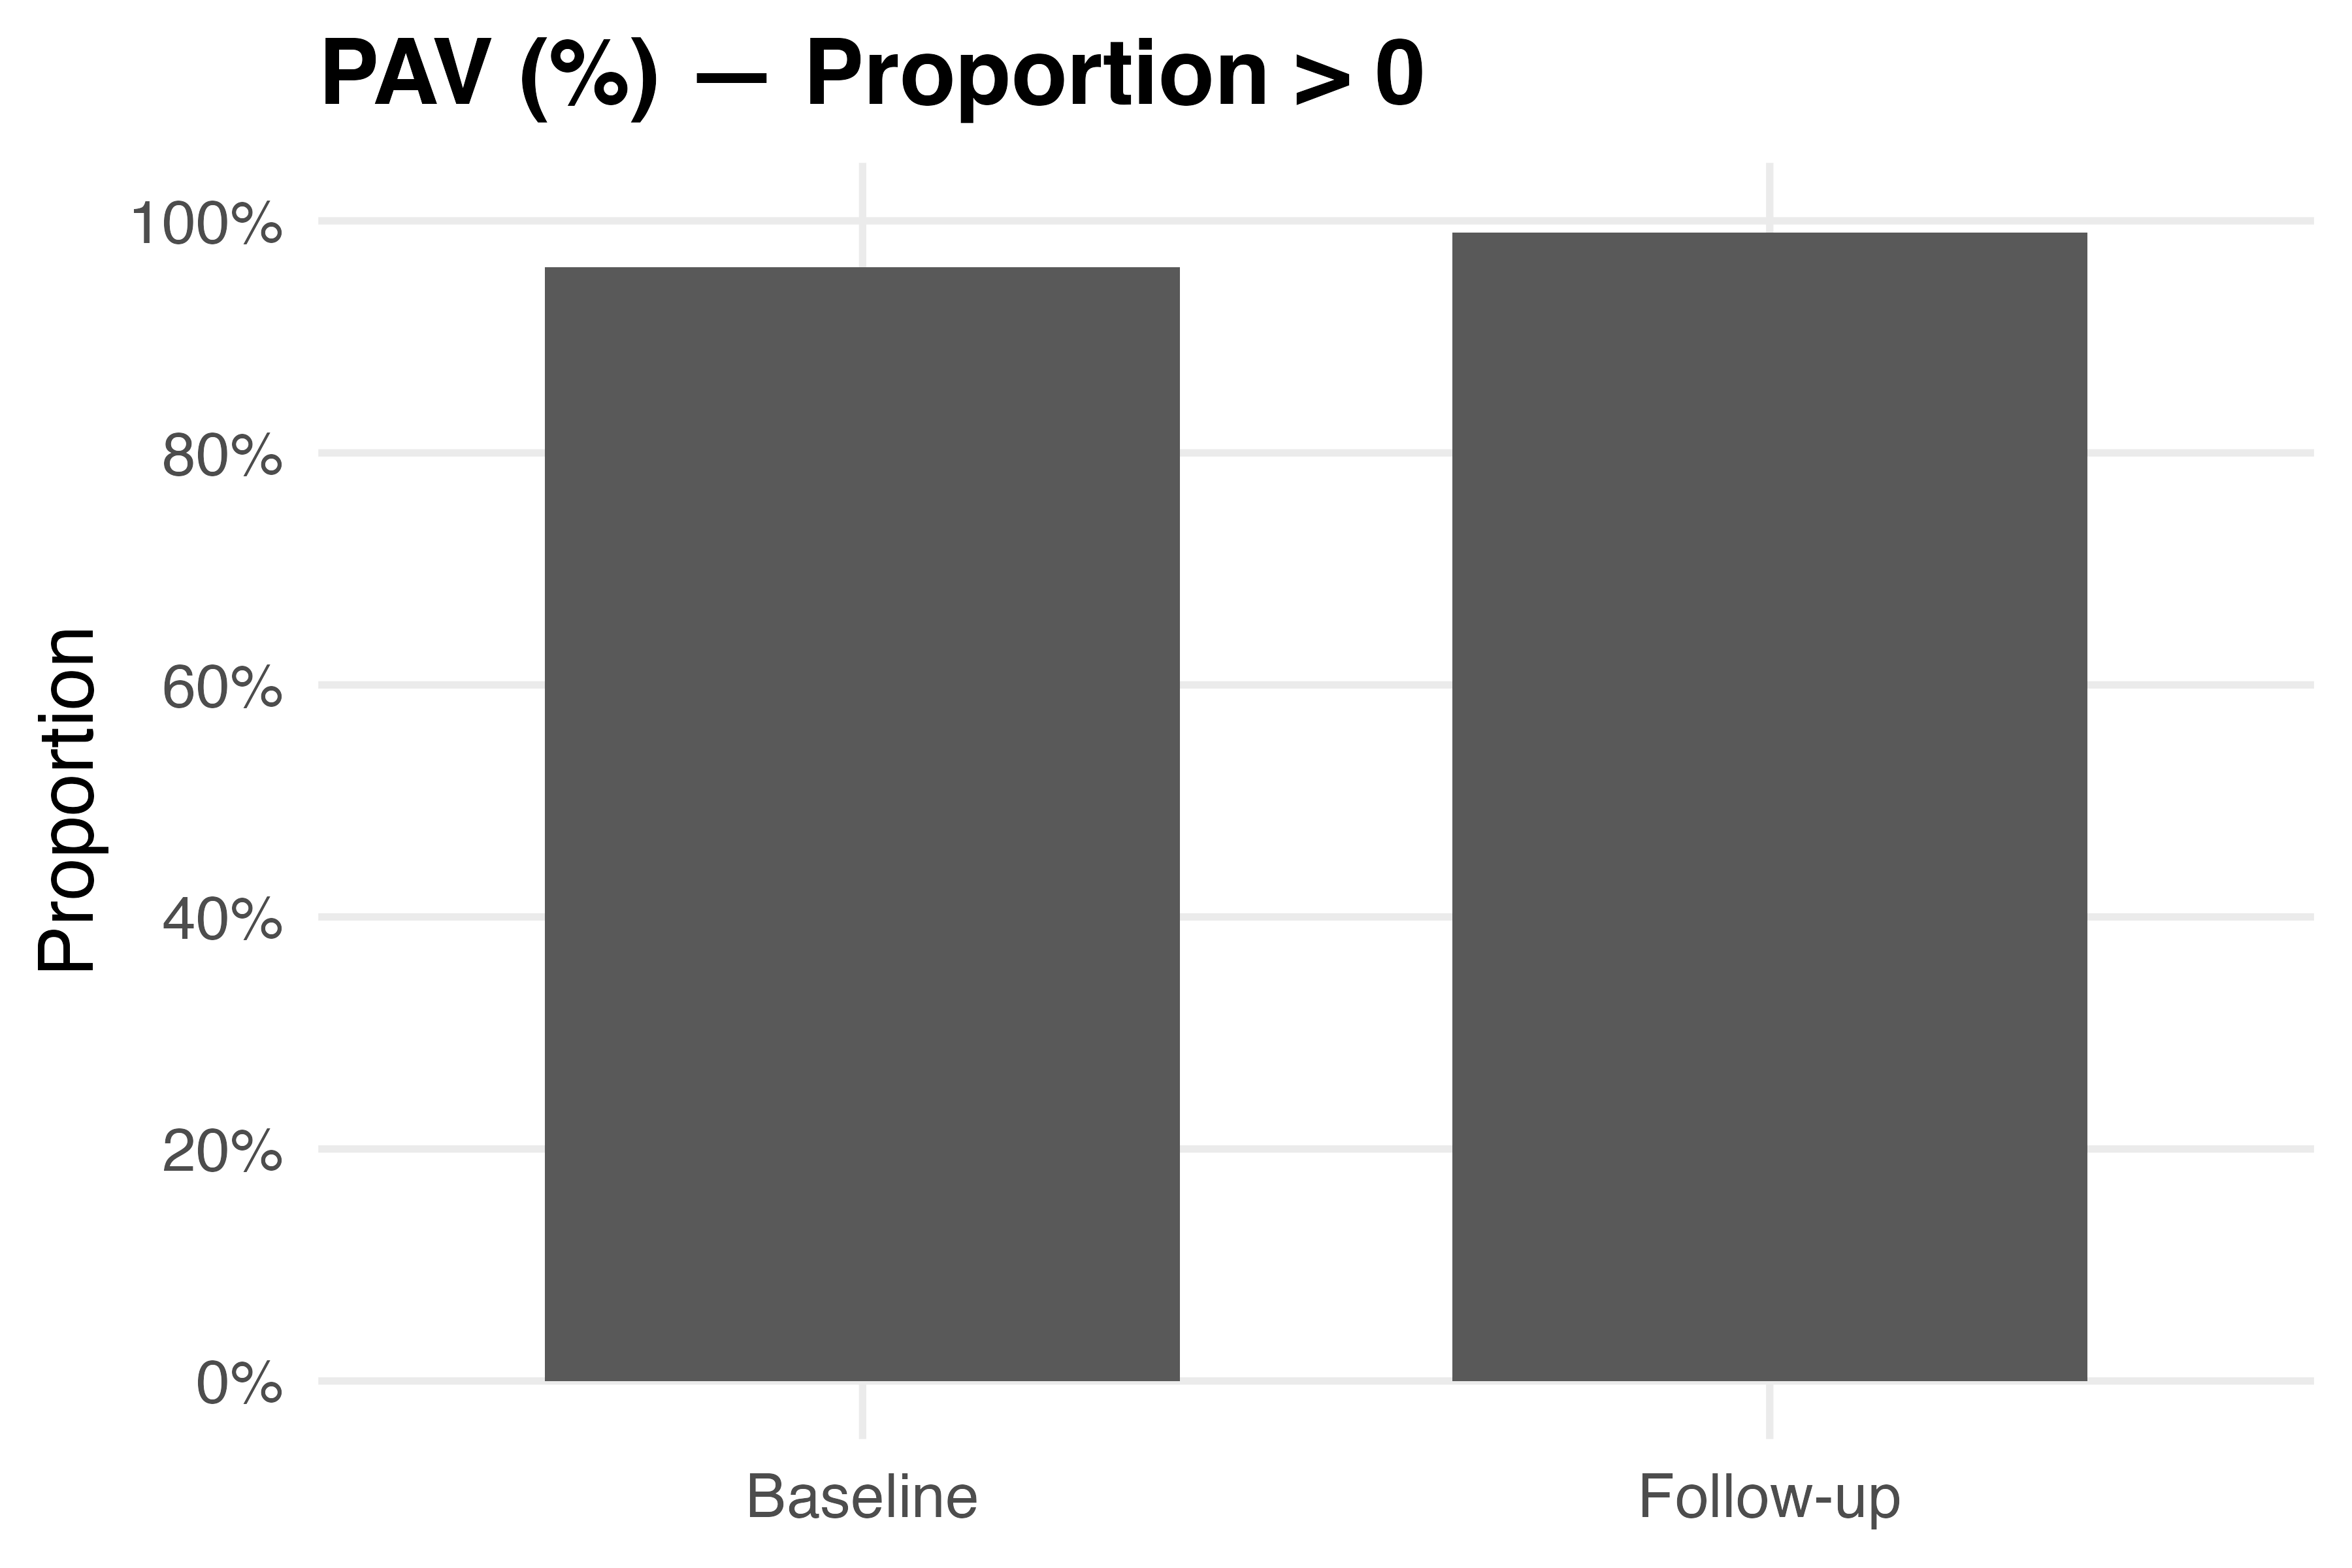 PAV (%) — Proportion > 0
Proportion
100%
80%
60%
40%
20%
0%
Baseline
Follow-up